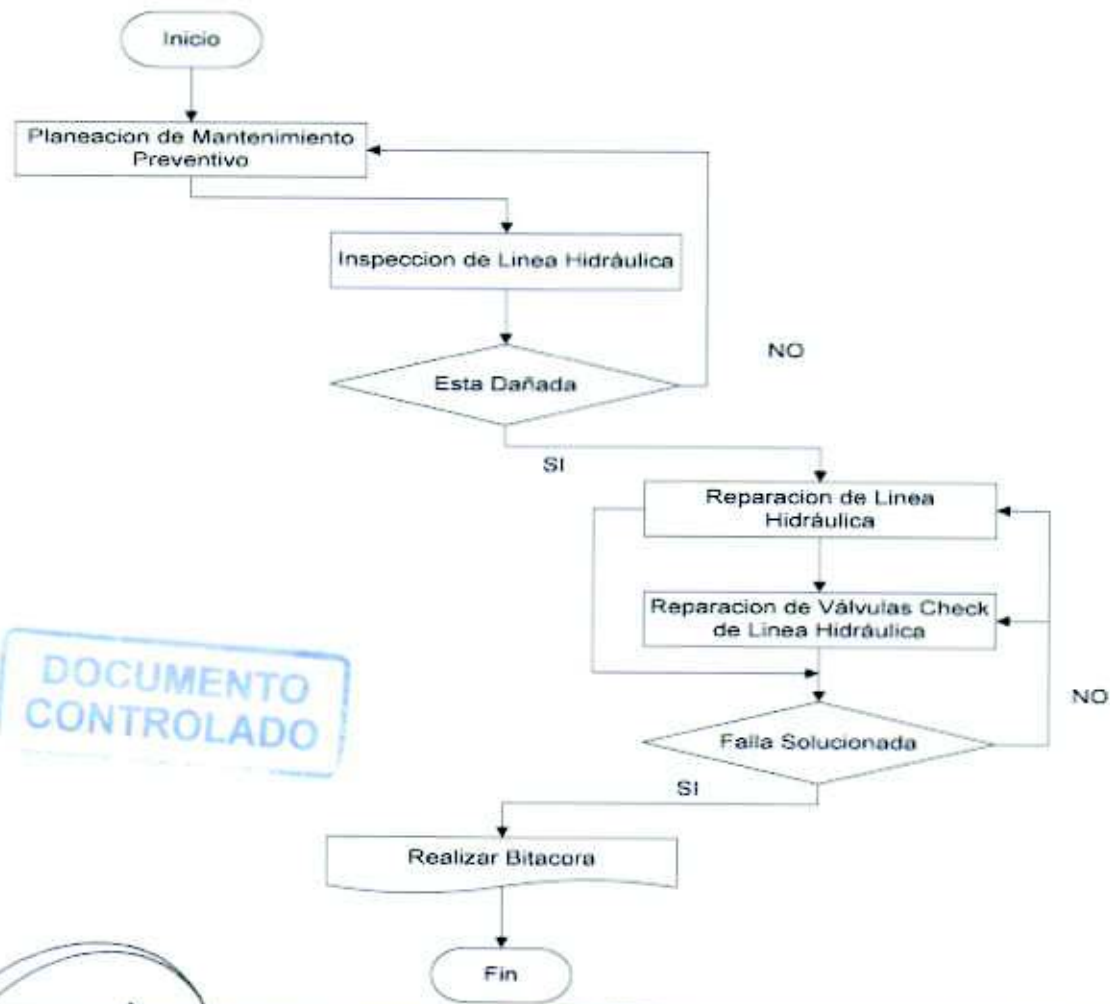 Inicio
Planeacion de Mantenimiento
Preventivo
Inspeccion de Linea Hidráulica
Esta Dañada
NO
SI
Reparacion de Linea
Hidráulica
Reparacion de Válvulas Check
de Linea Hidráulica
DOCUMENTO
CONTROLADO
Falla Solucionada
NO
SI
Realizar Bitacora
Fin